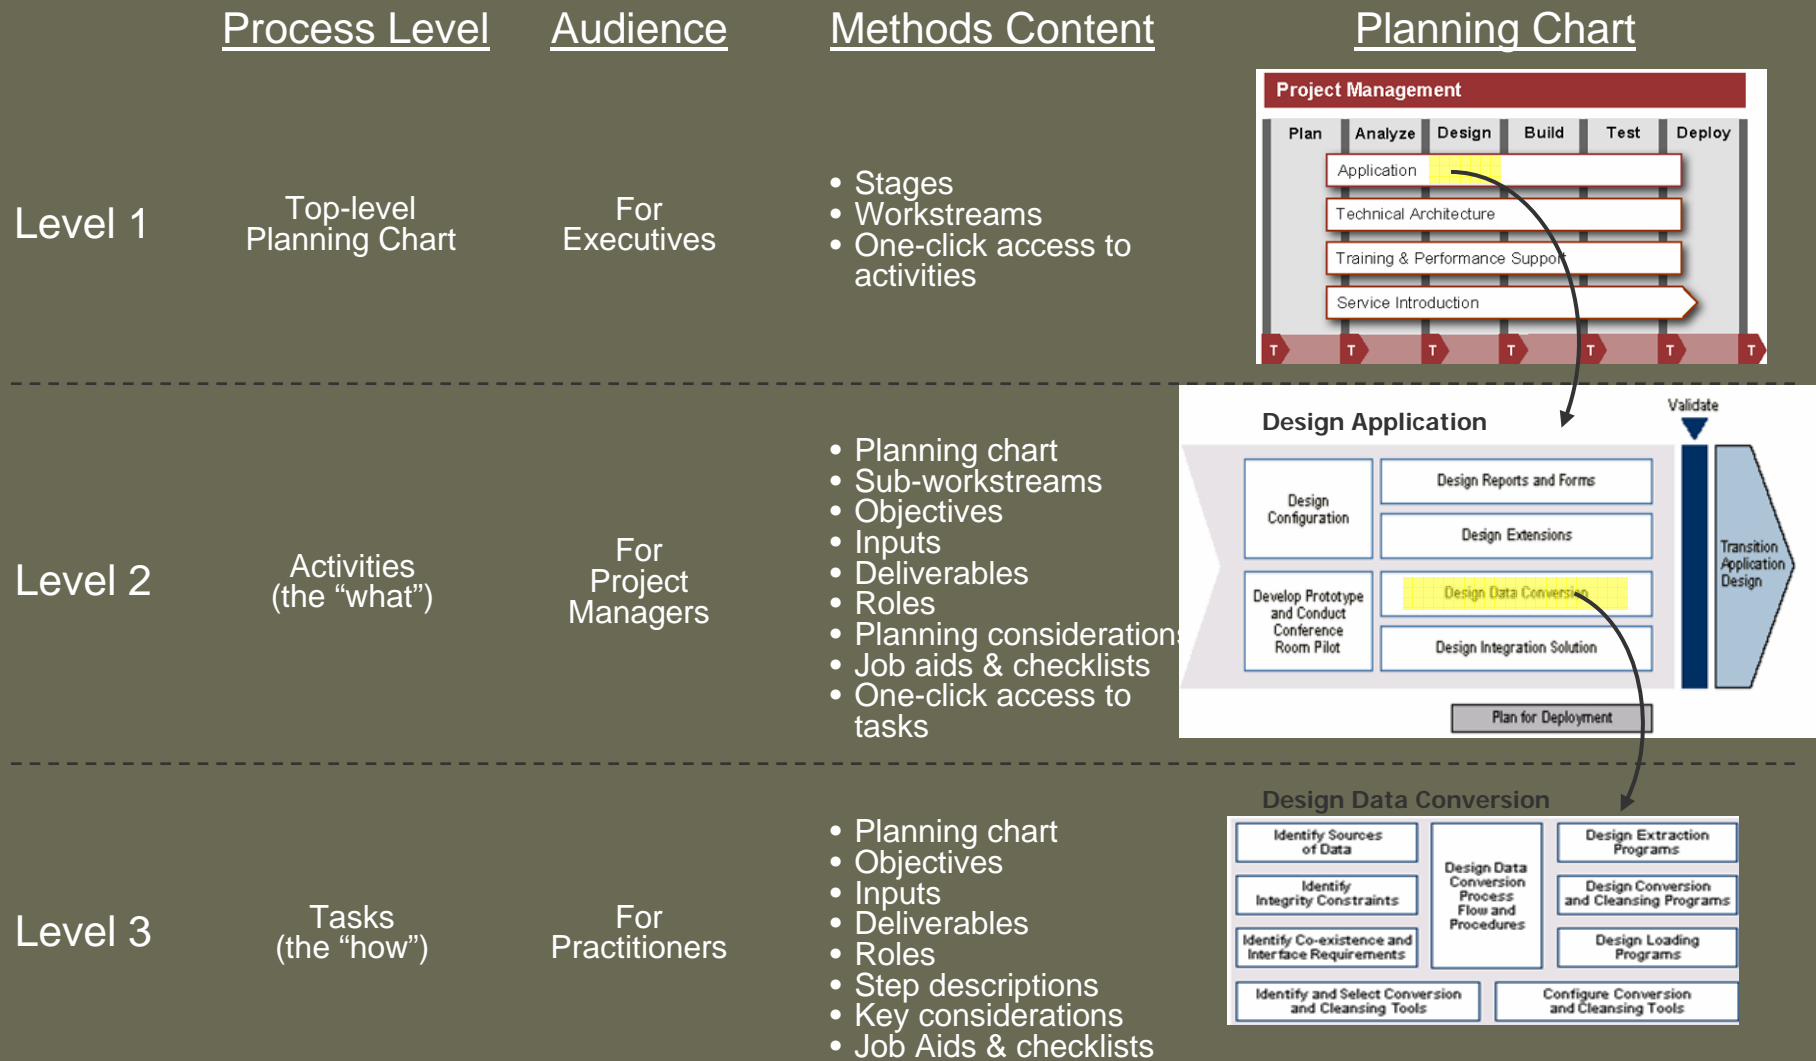 Process Level
Audience
Methods Content
Planning Chart
Level 1
Top-level
Planning Chart
For
Executives
• Stages
• Workstreams
• One-click access to
activities
Project Management
Plan
Analyze
Design
Build
Test
Deploy
Application
Technical Architecture
Training & Performance Support
Service Introduction
T
T
T
T
T
T
T
Level 2
Activities
(the “what”)
For
Project
Managers
• Planning chart
• Sub-workstreams
• Objectives
• Inputs
• Deliverables
• Roles
• Planning considerations
• Job aids & checklists
• One-click access to
tasks
Design Application
Validate
Design
Configuration
Design Reports and Forms
Design Extensions
Develop Prototype
and Conduct
Conference
Room Pilot
Design Data Conversion
Design Integration Solution
Transition
Application
Design
Plan for Deployment
Level 3
Tasks
(the “how”)
For
Practitioners
• Planning chart
• Objectives
• Inputs
• Deliverables
• Roles
• Step descriptions
• Key considerations
• Job Aids & checklists
Design Data Conversion
Identify Sources
of Data
Identify
Integrity Constraints
Identify Co-existence and
Interface Requirements
Design Data
Conversion
Process
Flow and
Procedures
Design Extraction
Programs
Design Conversion
and Cleansing Programs
Design Loading
Programs
Identify and Select Conversion
and Cleansing Tools
Configure Conversion
and Cleansing Tools